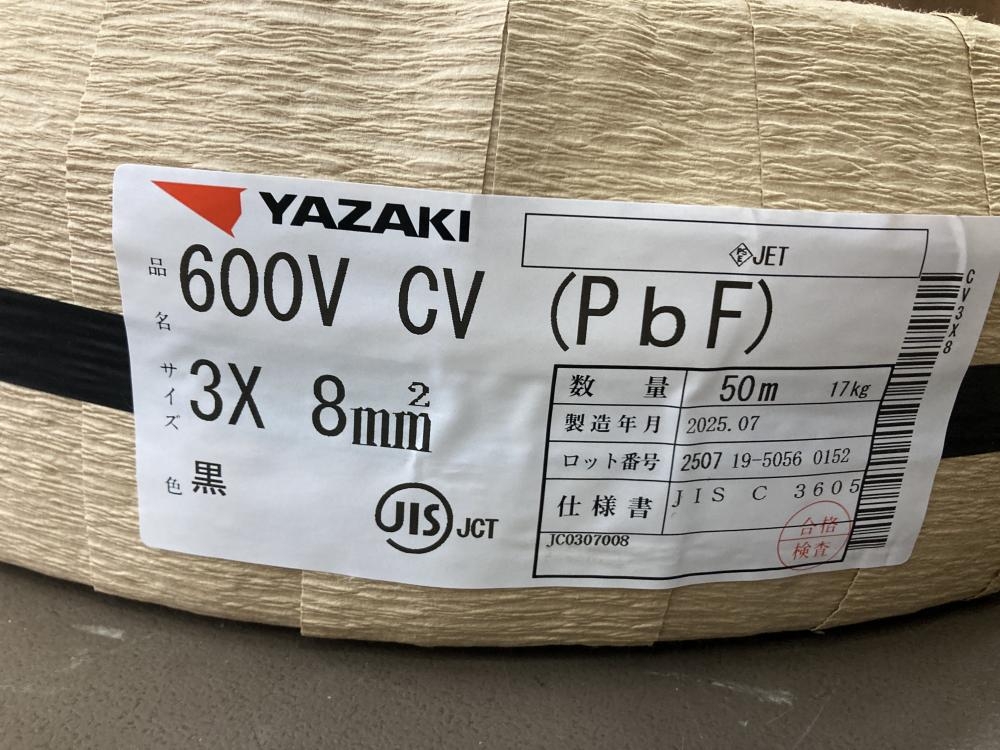 YAZAKI
PSE JET
品名 600V CV (PbF)
サイズ 3X 8mm²
色 黒
JIS JCT
数量 50m 17kg
製造年月 2025.07
ロット番号 2507 19-5056 0152
仕様書 JIS C 3605
JC0307008
合格
検査
CV3X8